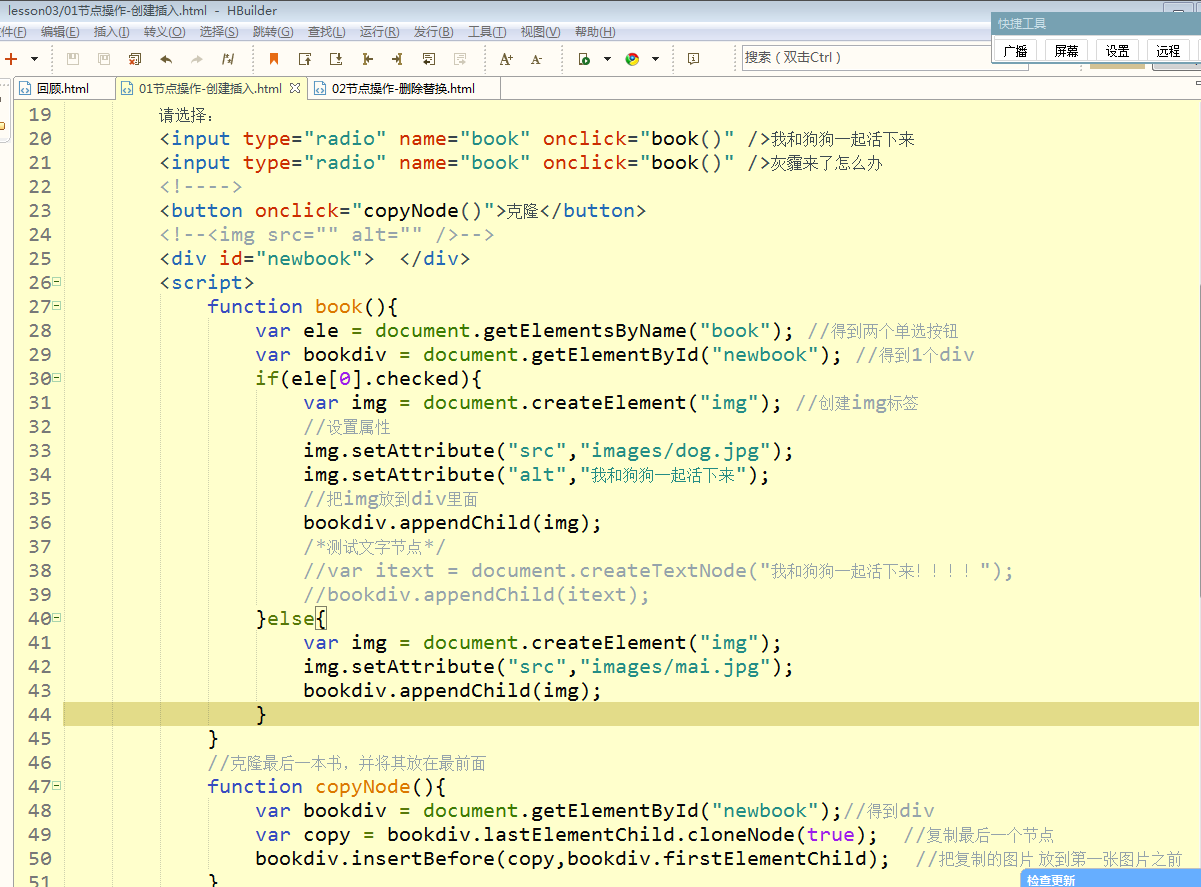 lesson03/01节点操作-创建插入.html - HBuilder
件(F) 编辑(E) 插入(I) 转义(O) 选择(S) 跳转(G) 查找(L) 运行(R) 发行(B) 工具(T) 视图(V) 帮助(H)
快捷工具
广播 屏幕 设置 远程
搜索（双击Ctrl）
回顾.html 01节点操作-创建插入.html 02节点操作-删除替换.html
19 请选择：
20 <input type="radio" name="book" onclick="book()" />我和狗狗一起活下来
21 <input type="radio" name="book" onclick="book()" />灰霾来了怎么办
22 <!---->
23 <button onclick="copyNode()">克隆</button>
24 <!--<img src="" alt="" />-->
25 <div id="newbook">  </div>
26 <script>
27 function book(){
28 var ele = document.getElementsByName("book"); //得到两个单选按钮
29 var bookdiv = document.getElementById("newbook"); //得到1个div
30 if(ele[0].checked){
31 var img = document.createElement("img"); //创建img标签
32 //设置属性
33 img.setAttribute("src","images/dog.jpg");
34 img.setAttribute("alt","我和狗狗一起活下来");
35 //把img放到div里面
36 bookdiv.appendChild(img);
37 /*测试文字节点*/
38 //var itext = document.createTextNode("我和狗狗一起活下来！！！！");
39 //bookdiv.appendChild(itext);
40 }else{
41 var img = document.createElement("img");
42 img.setAttribute("src","images/mai.jpg");
43 bookdiv.appendChild(img);
44 }
45 }
46 //克隆最后一本书，并将其放在最前面
47 function copyNode(){
48 var bookdiv = document.getElementById("newbook");//得到div
49 var copy = bookdiv.lastElementChild.cloneNode(true);  //复制最后一个节点
50 bookdiv.insertBefore(copy,bookdiv.firstElementChild);  //把复制的图片 放到第一张图片之前
51 }
检查更新